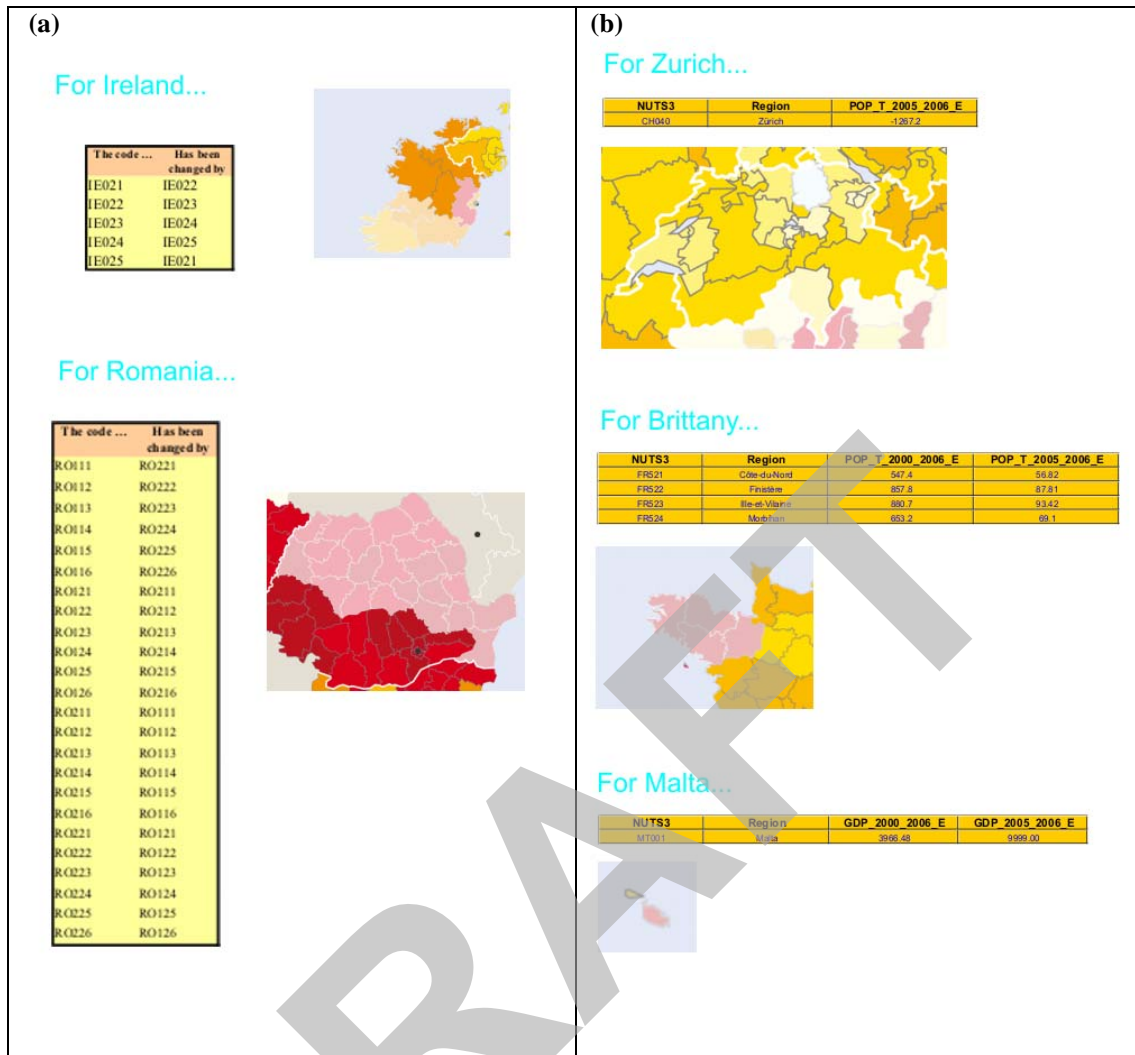 (a)
For Ireland...
The code ... Has been
changed by
IE021 IE022
IE022 IE023
IE023 IE024
IE024 IE025
IE025 IE021
For Romania...
The code ... Has been
changed by
RO111 RO221
RO112 RO222
RO113 RO223
RO114 RO224
RO115 RO225
RO116 RO226
RO121 RO211
RO122 RO212
RO123 RO213
RO124 RO214
RO125 RO215
RO126 RO216
RO211 RO111
RO212 RO112
RO213 RO113
RO214 RO114
RO215 RO115
RO216 RO116
RO221 RO121
RO222 RO122
RO223 RO123
RO224 RO124
RO225 RO125
RO226 RO126
(b)
For Zurich...
NUTS3 Region POP_T_2005_2006_E
CH040 Zürich -1267.2
For Brittany...
NUTS3 Region POP_T_2000_2006_E POP_T_2005_2006_E
FR521 Côte-du-Nord 547.4 56.82
FR522 Finistère 857.8 87.81
FR523 Ille-et-Vilaine 880.7 93.42
FR524 Morbihan 653.2 69.1
For Malta...
NUTS3 Region GDP_2000_2006_E GDP_2005_2006_E
MT001 Malta 3966.48 9999.00
RAFT